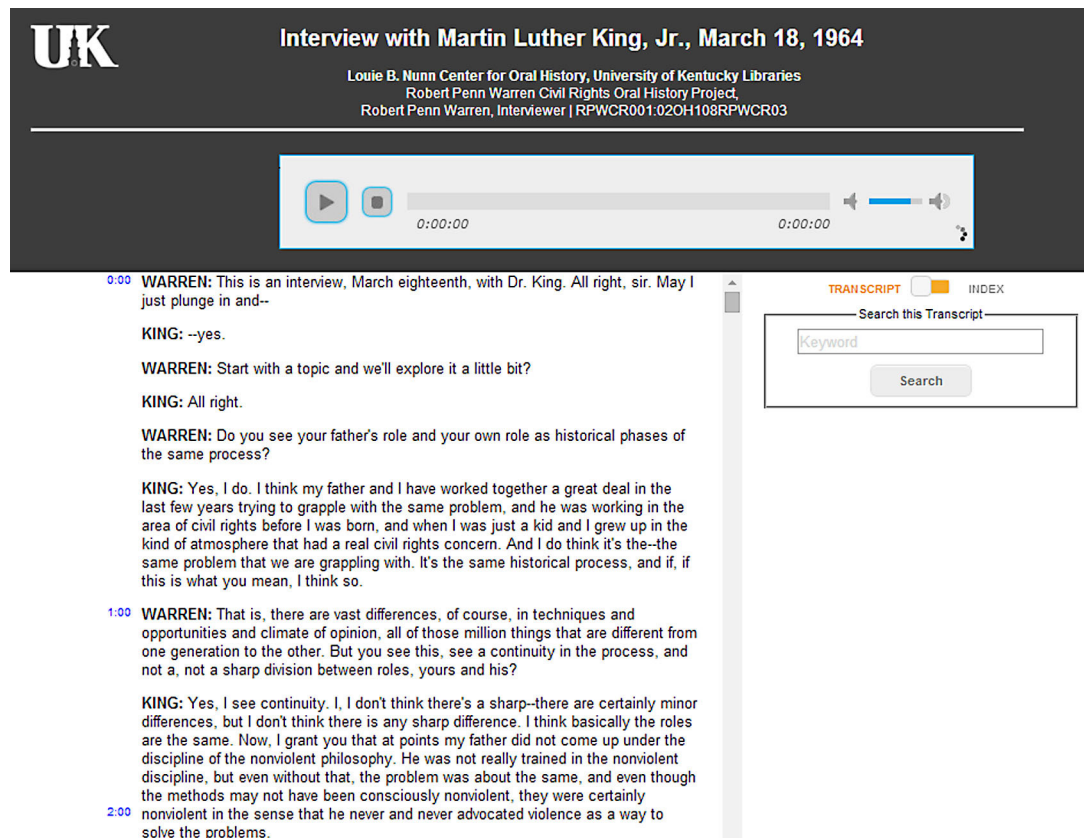 UK
Interview with Martin Luther King, Jr., March 18, 1964
Louie B. Nunn Center for Oral History, University of Kentucky Libraries
Robert Penn Warren Civil Rights Oral History Project,
Robert Penn Warren, Interviewer | RPWCR001:02OH108RPWCR03
0:00:00 0:00:00
0:00 WARREN: This is an interview, March eighteenth, with Dr. King. All right, sir. May I
just plunge in and--
KING: --yes.
WARREN: Start with a topic and we'll explore it a little bit?
KING: All right.
WARREN: Do you see your father's role and your own role as historical phases of
the same process?
KING: Yes, I do. I think my father and I have worked together a great deal in the
last few years trying to grapple with the same problem, and he was working in the
area of civil rights before I was born, and when I was just a kid and I grew up in the
kind of atmosphere that had a real civil rights concern. And I do think it's the--the
same problem that we are grappling with. It's the same historical process, and if, if
this is what you mean, I think so.
1:00 WARREN: That is, there are vast differences, of course, in techniques and
opportunities and climate of opinion, all of those million things that are different from
one generation to the other. But you see this, see a continuity in the process, and
not a, not a sharp division between roles, yours and his?
KING: Yes, I see continuity. I, I don't think there's a sharp--there are certainly minor
differences, but I don't think there is any sharp difference. I think basically the roles
are the same. Now, I grant you that at points my father did not come up under the
discipline of the nonviolent philosophy. He was not really trained in the nonviolent
discipline, but even without that, the problem was about the same, and even though
the methods may not have been consciously nonviolent, they were certainly
2:00 nonviolent in the sense that he never and never advocated violence as a way to
solve the problems.
TRANSCRIPT INDEX
Search this Transcript
Keyword
Search